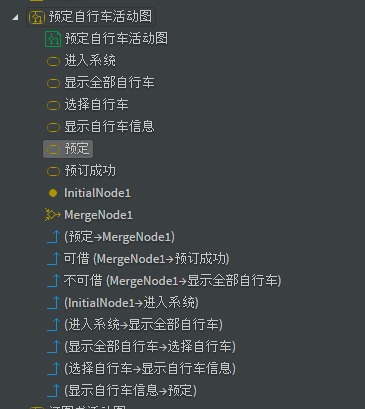 预定自行车活动图
预定自行车活动图
进入系统
显示全部自行车
选择自行车
显示自行车信息
预定
预订成功
InitialNode1
MergeNode1
(预定→MergeNode1)
可借 (MergeNode1→预订成功)
不可借 (MergeNode1→显示全部自行车)
(InitialNode1→进入系统)
(进入系统→显示全部自行车)
(显示全部自行车→选择自行车)
(选择自行车→显示自行车信息)
(显示自行车信息→预定)